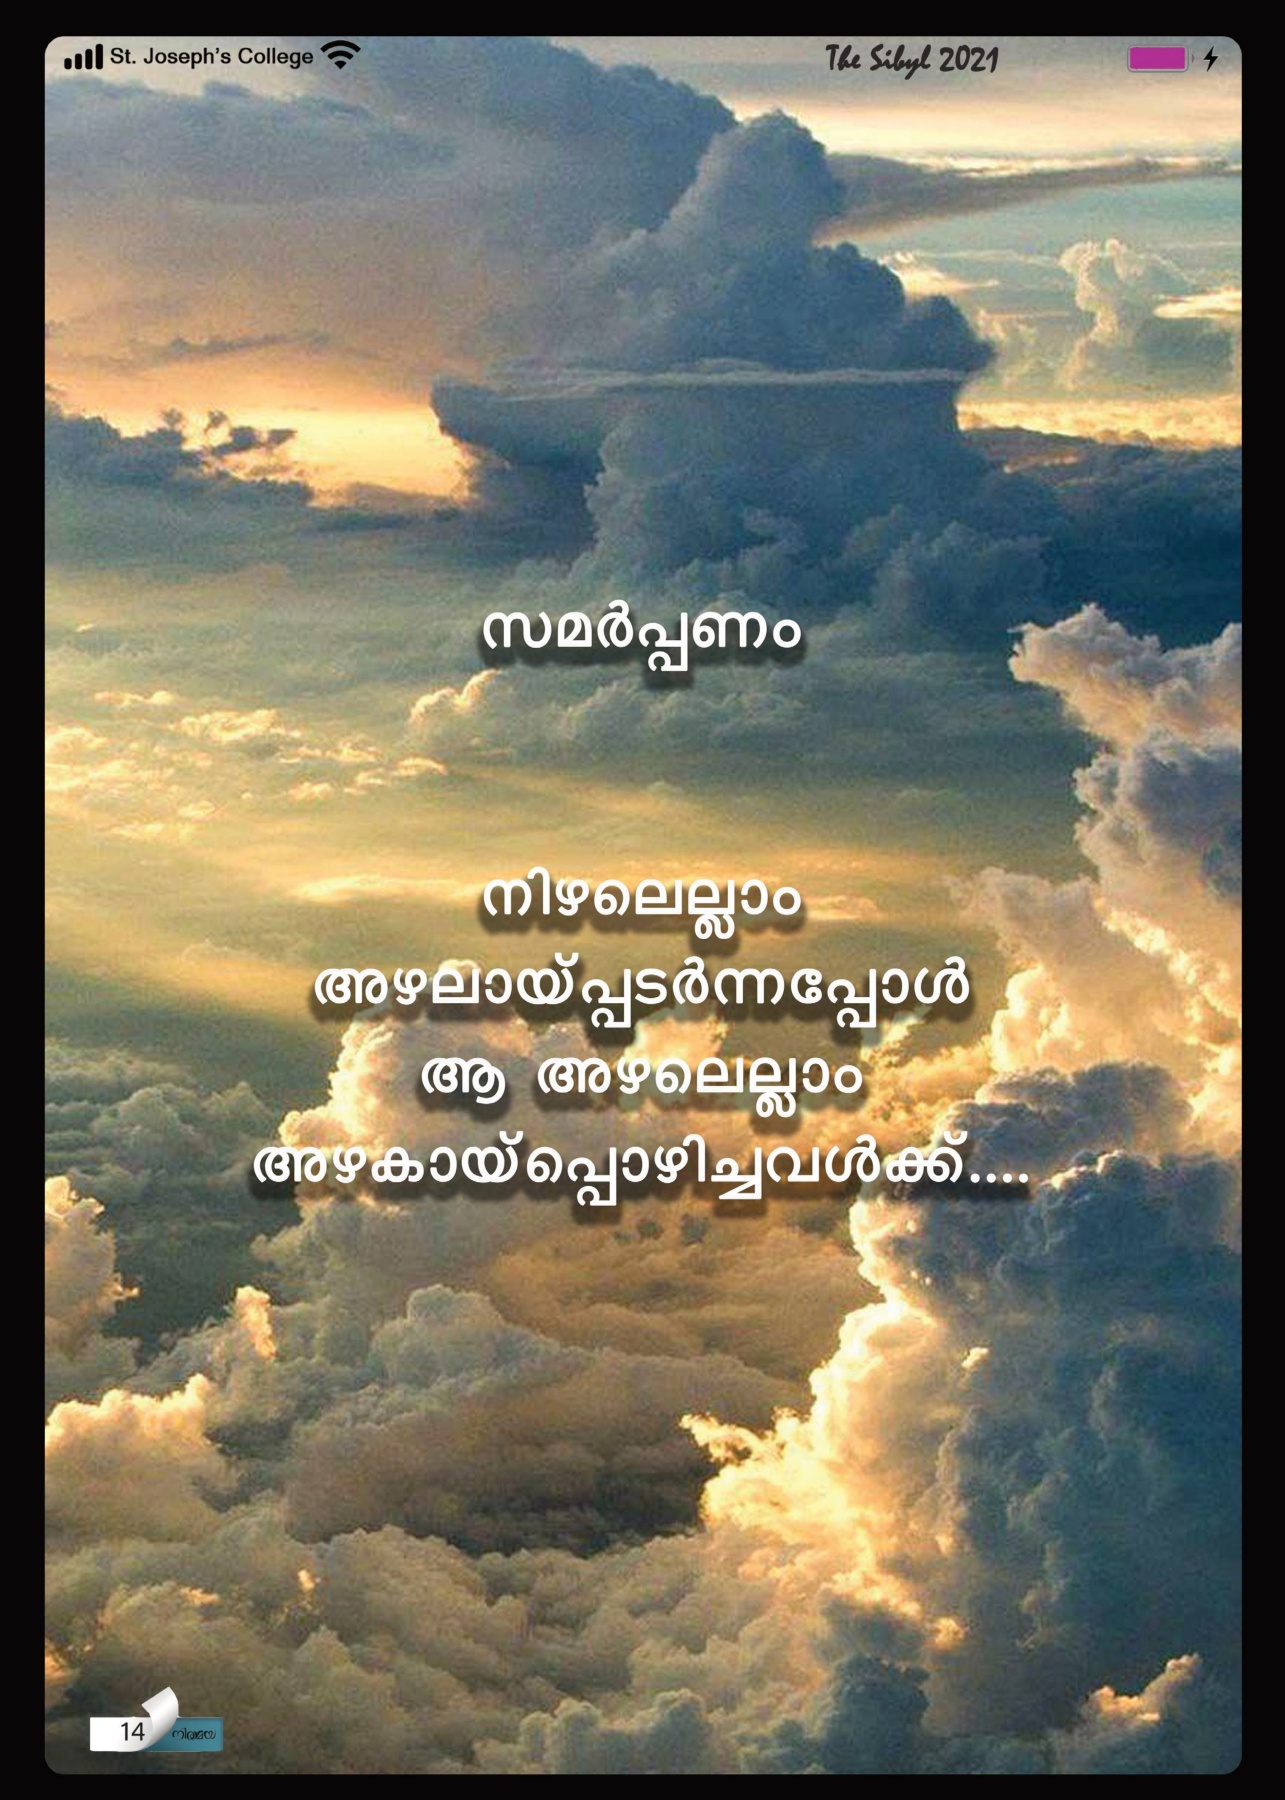 St. Joseph's College
The Sibyl 2021
സമർപ്പണം
നിഴലെല്ലാം
അഴലായ്പ്പടർന്നപ്പോൾ
ആ അഴലെല്ലാം
അഴകായ്പ്പൊഴിച്ചവൾക്ക്....
14